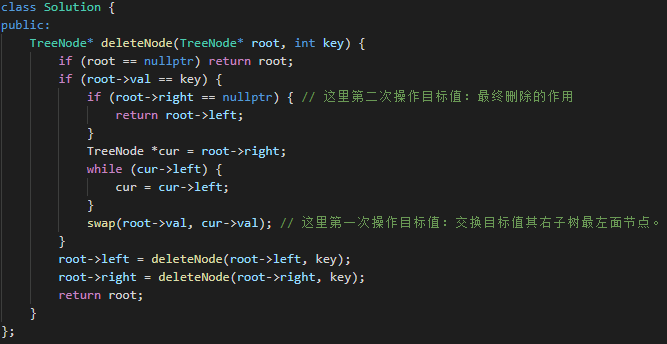 class Solution {
public:
    TreeNode* deleteNode(TreeNode* root, int key) {
        if (root == nullptr) return root;
        if (root->val == key) {
            if (root->right == nullptr) { // 这里第二次操作目标值：最终删除的作用
                return root->left;
            }
            TreeNode *cur = root->right;
            while (cur->left) {
                cur = cur->left;
            }
            swap(root->val, cur->val); // 这里第一次操作目标值：交换目标值其右子树最左面节点。
        }
        root->left = deleteNode(root->left, key);
        root->right = deleteNode(root->right, key);
        return root;
    }
};